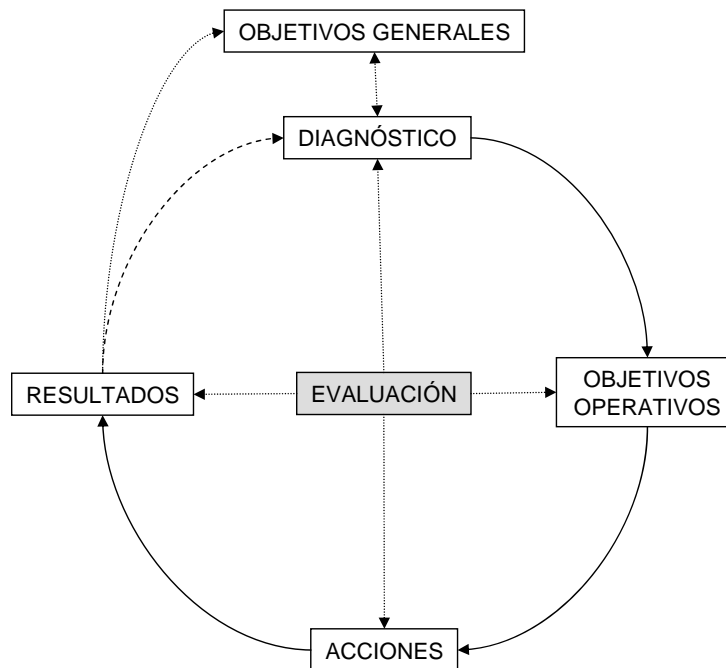 OBJETIVOS GENERALES
DIAGNÓSTICO
RESULTADOS
EVALUACIÓN
OBJETIVOS
OPERATIVOS
ACCIONES